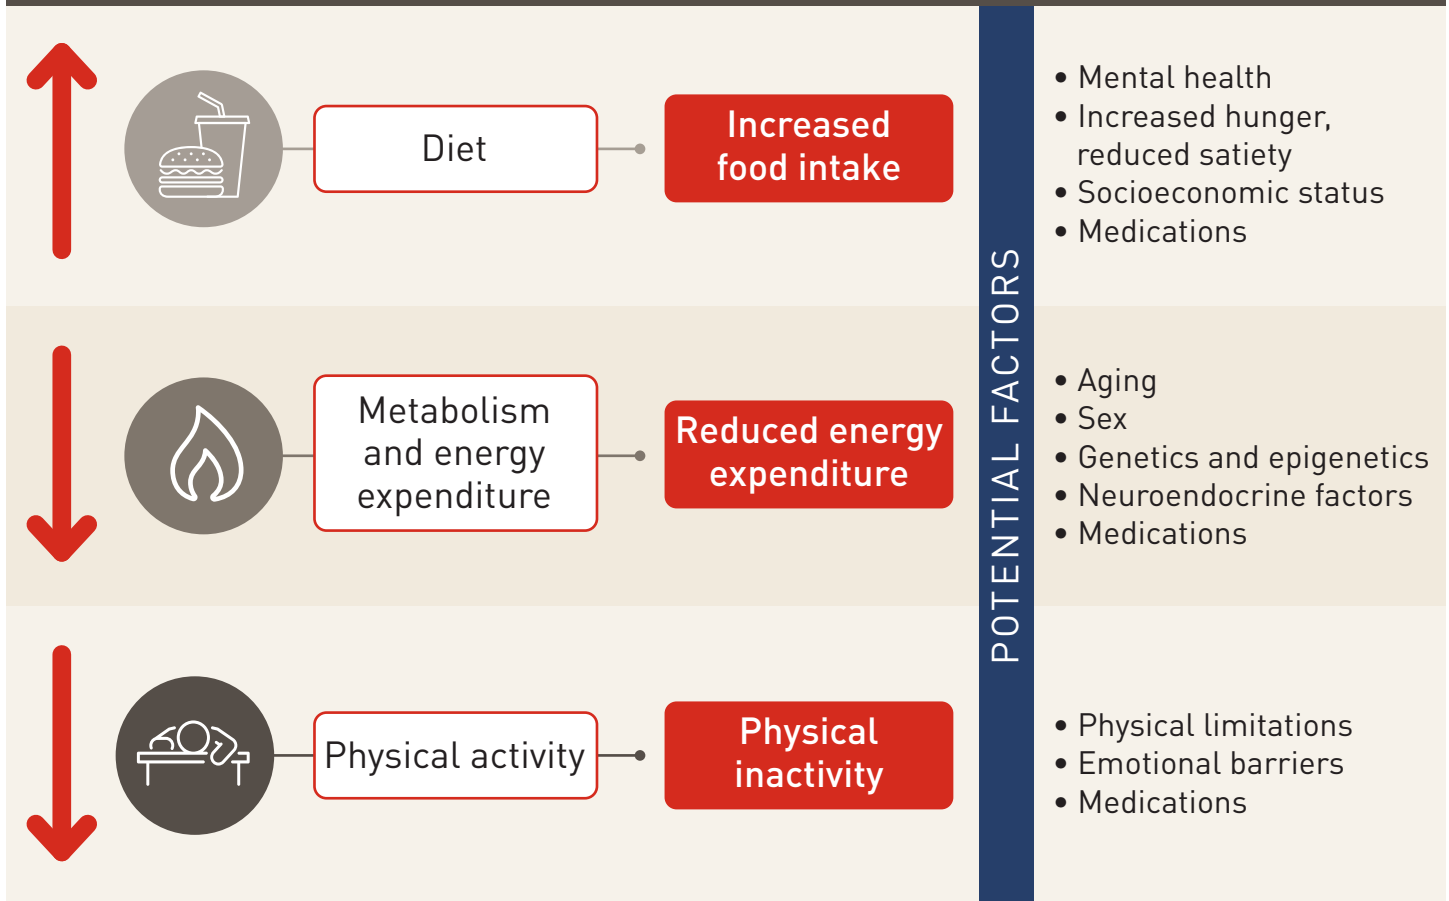 Diet
Increased
food intake
• Mental health
• Increased hunger,
reduced satiety
• Socioeconomic status
• Medications
POTENTIAL FACTORS
Metabolism
and energy
expenditure
Reduced energy
expenditure
• Aging
• Sex
• Genetics and epigenetics
• Neuroendocrine factors
• Medications
Physical activity
Physical
inactivity
• Physical limitations
• Emotional barriers
• Medications